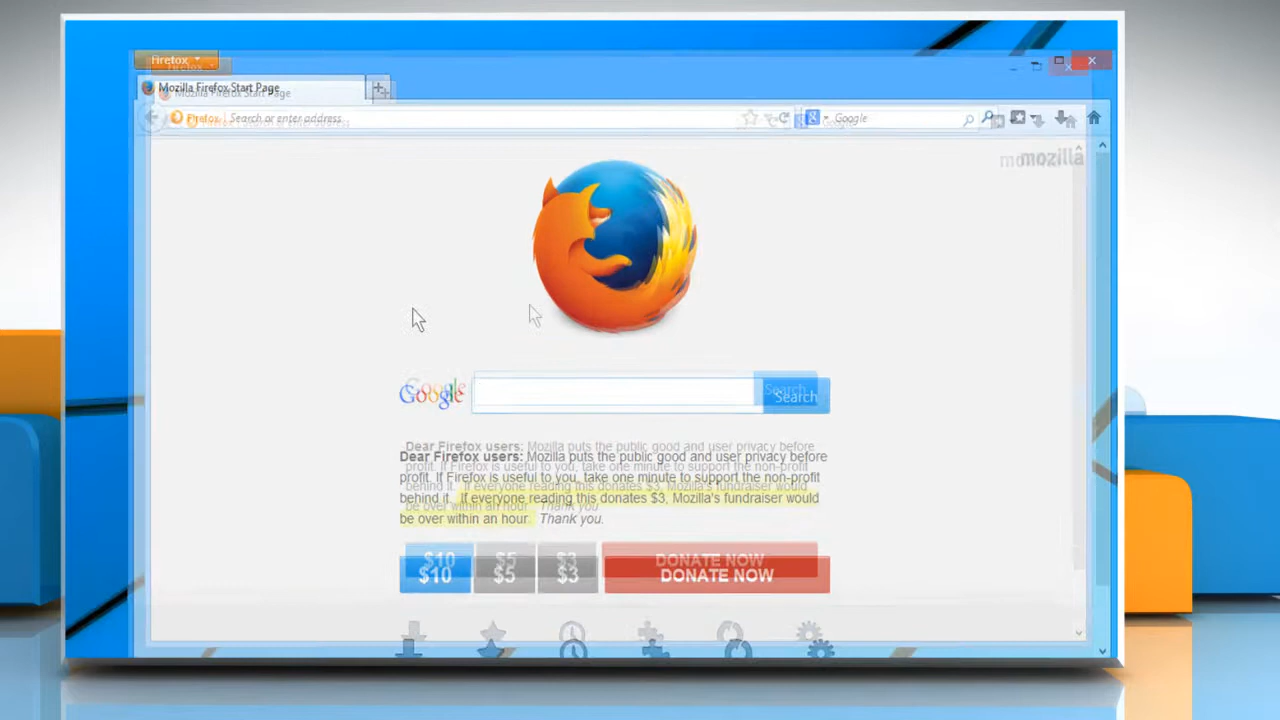 Firefox
Mozilla Firefox Start Page
Firefox Search or enter address
Google
mozilla
Google
Search
Dear Firefox users: Mozilla puts the public good and user privacy before
profit. If Firefox is useful to you, take one minute to support the non-profit
behind it. If everyone reading this donates $3, Mozilla's fundraiser would
be over within an hour. Thank you.
$10 $5 $3 DONATE NOW